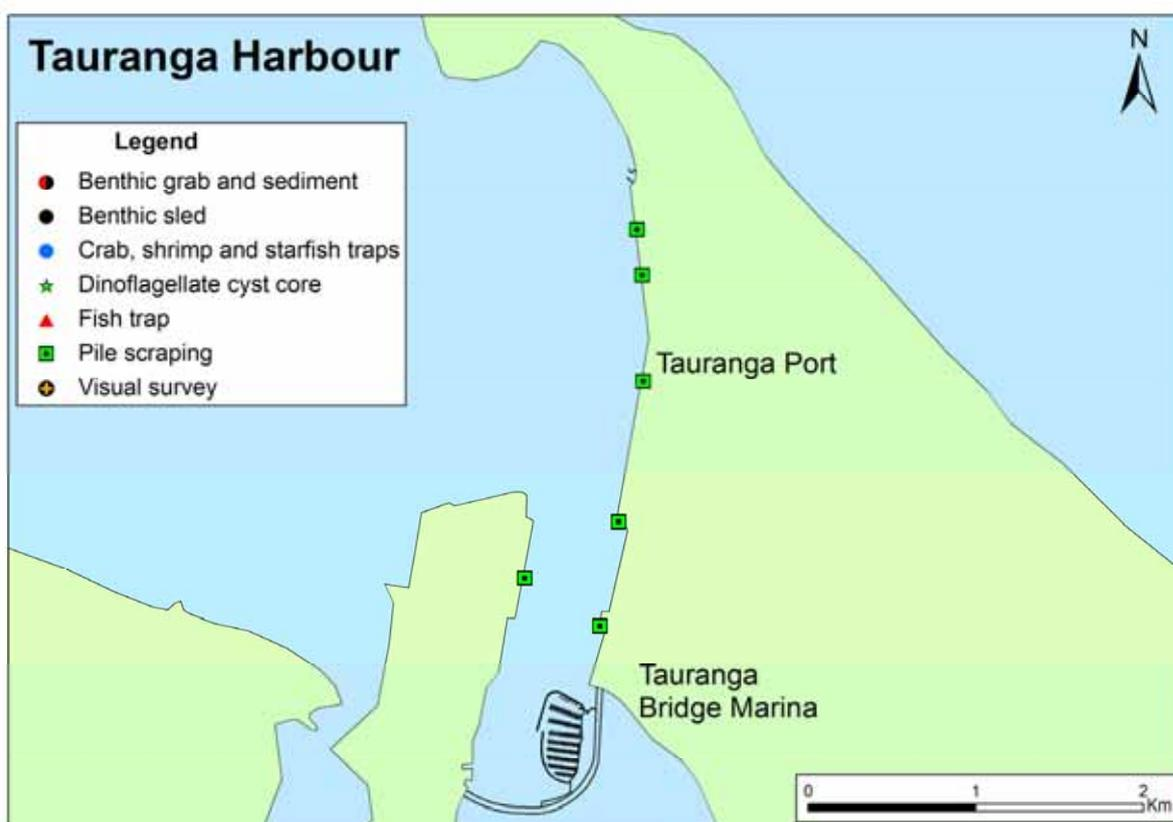 Tauranga Harbour
N
Legend
Benthic grab and sediment
Benthic sled
Crab, shrimp and starfish traps
Dinoflagellate cyst core
Fish trap
Pile scraping
Visual survey
Tauranga Port
Tauranga
Bridge Marina
0 1 2
Km